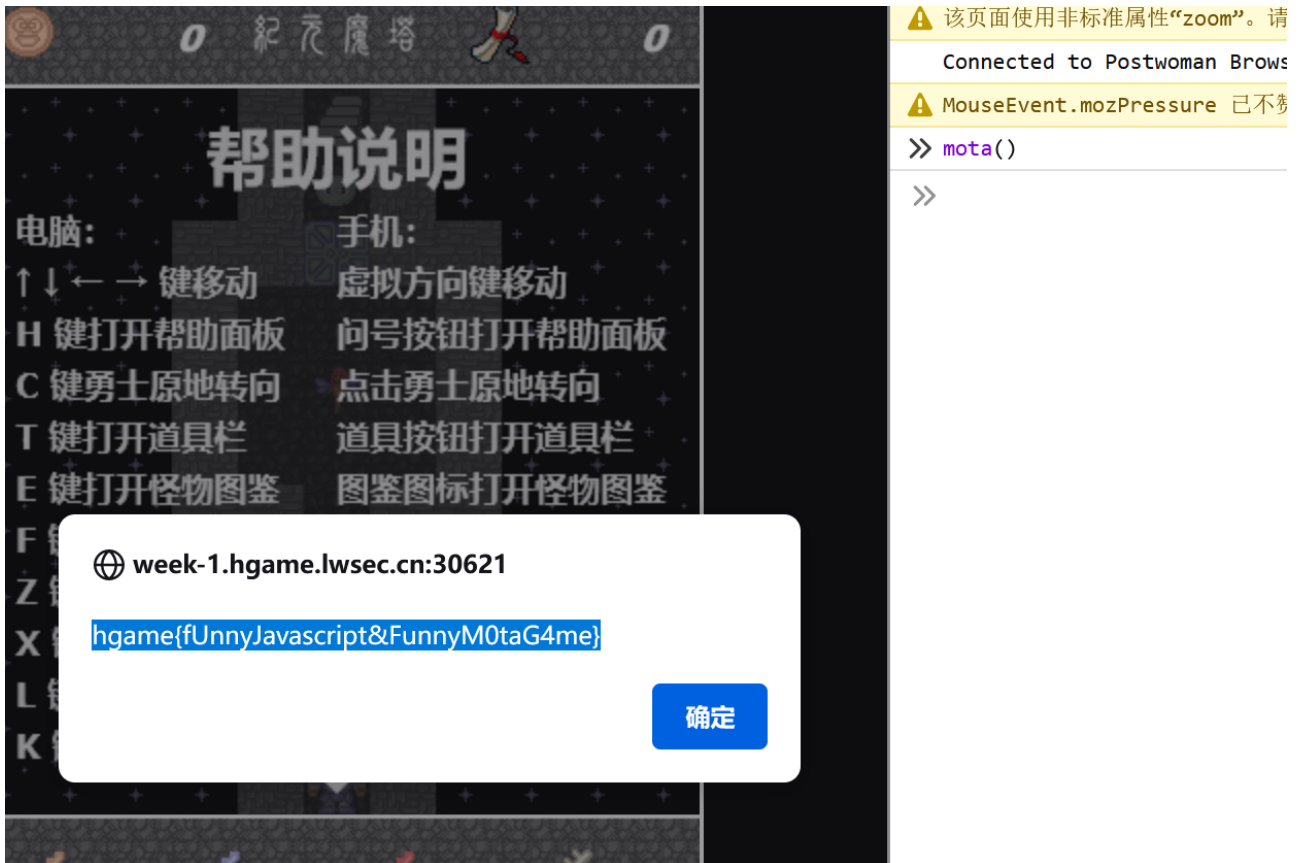 0 紀元魔塔 0
帮助说明
电脑: 手机:
↑↓←→ 键移动 虚拟方向键移动
H 键打开帮助面板 问号按钮打开帮助面板
C 键勇士原地转向 点击勇士原地转向
T 键打开道具栏 道具按钮打开道具栏
E 键打开怪物图鉴 图鉴图标打开怪物图鉴
F
Z
X
L
K
week-1.hgame.lwsec.cn:30621
hgame{fUnnyJavascript&FunnyM0taG4me}
确定
该页面使用非标准属性“zoom”。请
Connected to Postwoman Brows
MouseEvent.mozPressure 已不
>> mota()
>>